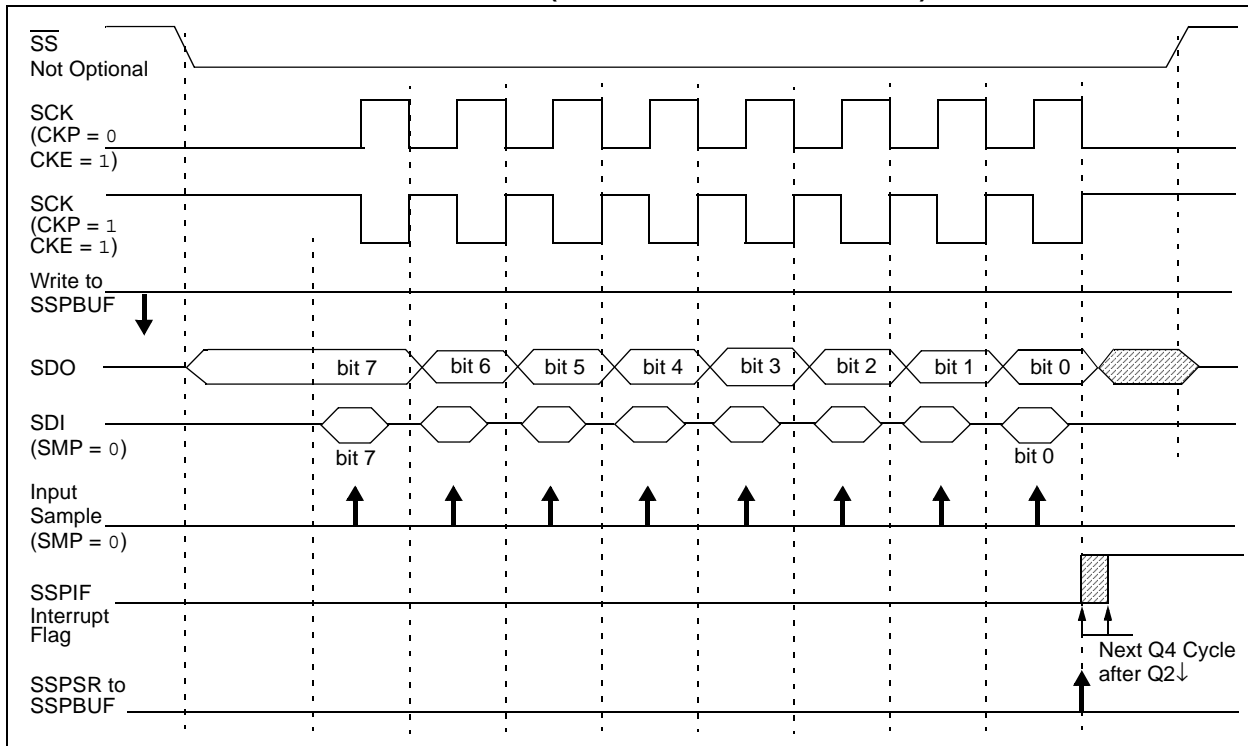 SS
Not Optional
SCK
(CKP = 0
CKE = 1)
SCK
(CKP = 1
CKE = 1)
Write to
SSPBUF
SDO
bit 7 bit 6 bit 5 bit 4 bit 3 bit 2 bit 1 bit 0
SDI
(SMP = 0)
bit 7 bit 0
Input
Sample
(SMP = 0)
SSPIF
Interrupt
Flag
Next Q4 Cycle
after Q2↓
SSPSR to
SSPBUF